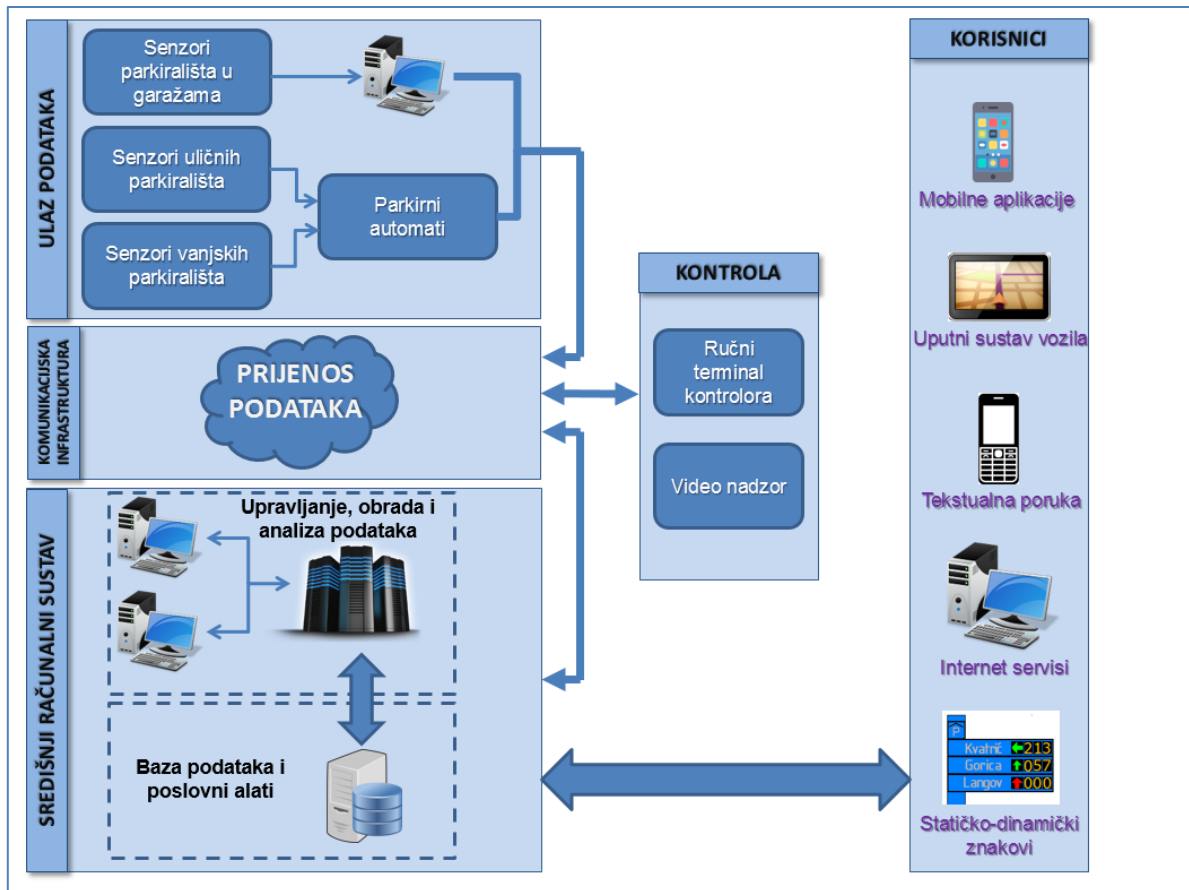 ULAZ PODATAKA
Senzori
parkirališta u
garažama
Senzori uličnih
parkirališta
Senzori vanjskih
parkirališta
Parkirni
automati
KOMUNIKACIJSKA
INFRASTRUKTURA
PRIJENOS
PODATAKA
SREDIŠNJI RAČUNALNI SUSTAV
Upravljanje, obrada i
analiza podataka
Baza podataka i
poslovni alati
KONTROLA
Ručni
terminal
kontrolora
Video nadzor
KORISNICI
Mobilne aplikacije
Uputni sustav vozila
Tekstualna poruka
Internet servisi
P
Kvatrić 213
Gorica 057
Langov 000
Statičko-dinamički
znakovi